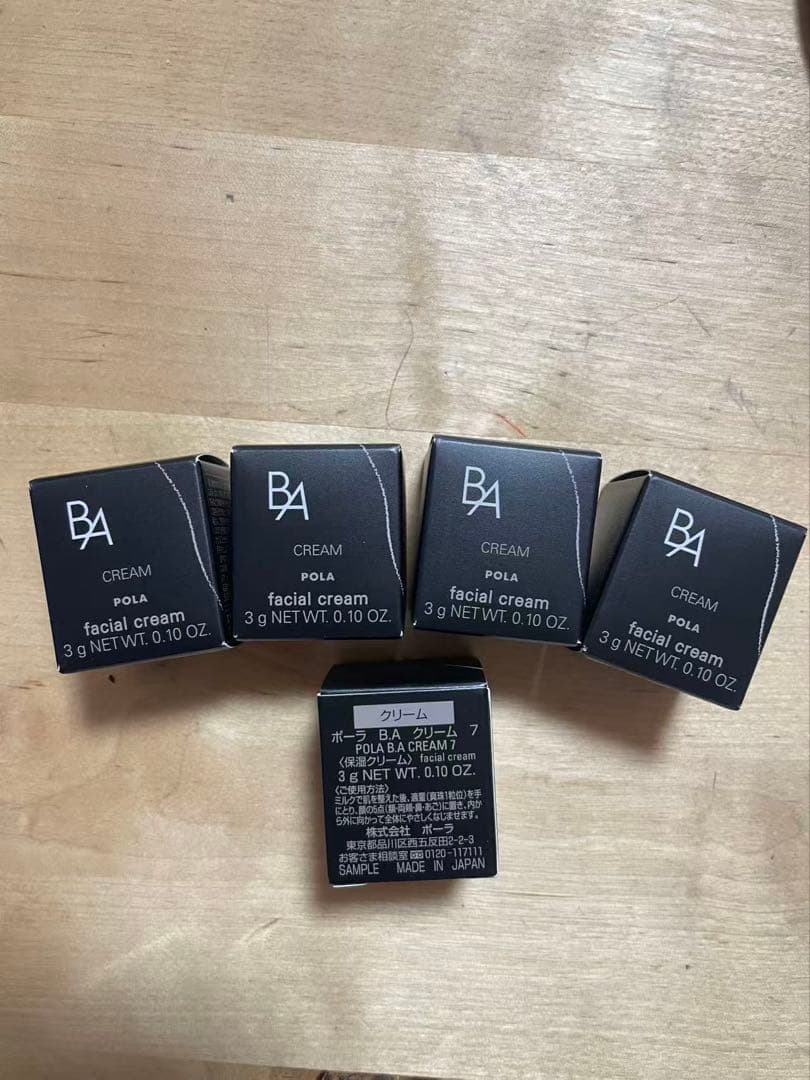 BA
CREAM
POLA
facial cream
3 g NET WT. 0.10 OZ.
BA
CREAM
POLA
facial cream
3 g NET WT. 0.10 OZ.
BA
CREAM
POLA
facial cream
3 g NET WT. 0.10 OZ.
BA
CREAM
POLA
facial cream
3 g NET WT. 0.10 OZ.
クリーム
ポーラ B.A クリーム 7
POLA B.A CREAM 7
〈保湿クリーム〉 facial cream
3 g NET WT. 0.10 OZ.
〈ご使用方法〉
ミルクで肌を整えた後、適量(真珠1粒位)を手
にとり、顔の5点(額・両頬・鼻・あご)に置き、内か
ら外に向かって全体にやさしくなじませます。
株式会社 ポーラ
東京都品川区西五反田2-2-3
お客さま相談室 0120-117111
SAMPLE MADE IN JAPAN